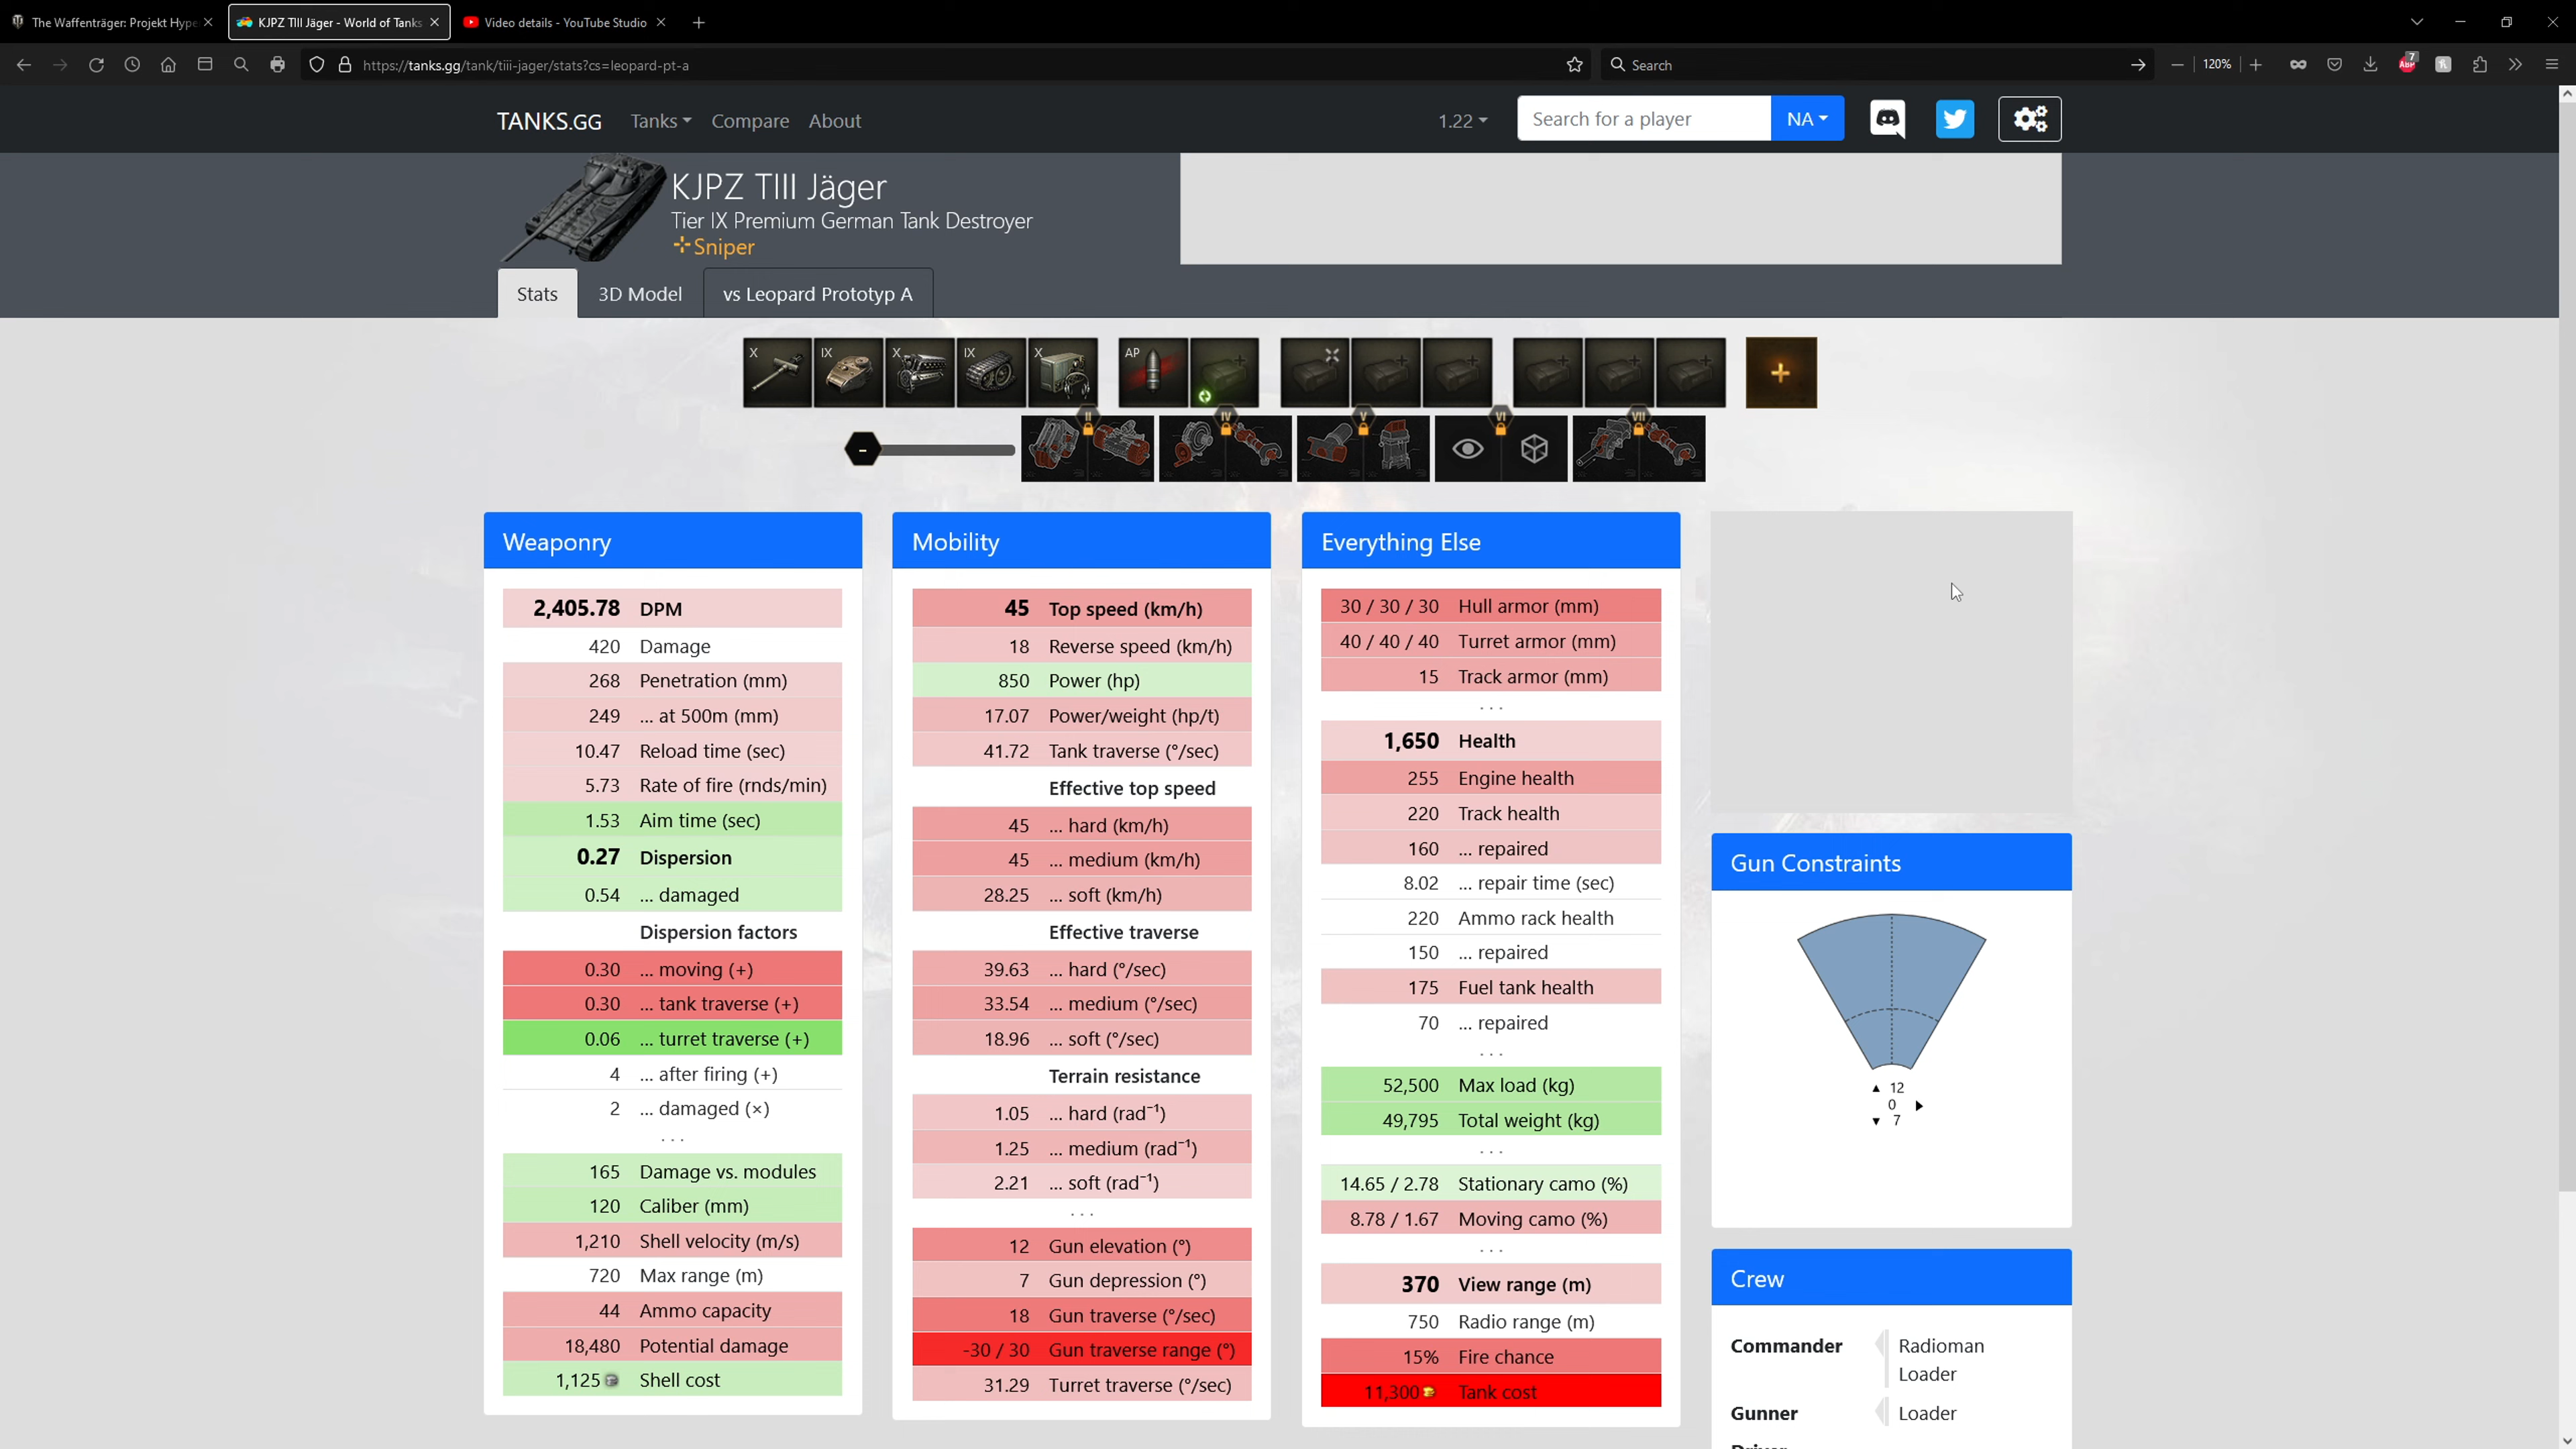 The Waffenträger: Projekt Hype
KJPZ TIII Jäger - World of Tanks
Video details - YouTube Studio
https://tanks.gg/tank/tiii-jager/stats?cs=leopard-pt-a
Search
120%
ABP
7
TANKS.GG
Tanks
Compare
About
1.22
Search for a player
NA
KJPZ TIII Jäger
Tier IX Premium German Tank Destroyer
Sniper
Stats
3D Model
vs Leopard Prototyp A
X
IX
X
IX
X
AP
-
II
IV
V
VI
VII
Weaponry
2,405.78 DPM
420 Damage
268 Penetration (mm)
249 ... at 500m (mm)
10.47 Reload time (sec)
5.73 Rate of fire (rnds/min)
1.53 Aim time (sec)
0.27 Dispersion
0.54 ... damaged
Dispersion factors
0.30 ... moving (+)
0.30 ... tank traverse (+)
0.06 ... turret traverse (+)
4 ... after firing (+)
2 ... damaged (×)
...
165 Damage vs. modules
120 Caliber (mm)
1,210 Shell velocity (m/s)
720 Max range (m)
44 Ammo capacity
18,480 Potential damage
1,125 Shell cost
Mobility
45 Top speed (km/h)
18 Reverse speed (km/h)
850 Power (hp)
17.07 Power/weight (hp/t)
41.72 Tank traverse (°/sec)
Effective top speed
45 ... hard (km/h)
45 ... medium (km/h)
28.25 ... soft (km/h)
Effective traverse
39.63 ... hard (°/sec)
33.54 ... medium (°/sec)
18.96 ... soft (°/sec)
Terrain resistance
1.05 ... hard (rad⁻¹)
1.25 ... medium (rad⁻¹)
2.21 ... soft (rad⁻¹)
...
12 Gun elevation (°)
7 Gun depression (°)
18 Gun traverse (°/sec)
-30 / 30 Gun traverse range (°)
31.29 Turret traverse (°/sec)
Everything Else
30 / 30 / 30 Hull armor (mm)
40 / 40 / 40 Turret armor (mm)
15 Track armor (mm)
...
1,650 Health
255 Engine health
220 Track health
160 ... repaired
8.02 ... repair time (sec)
220 Ammo rack health
150 ... repaired
175 Fuel tank health
70 ... repaired
...
52,500 Max load (kg)
49,795 Total weight (kg)
...
14.65 / 2.78 Stationary camo (%)
8.78 / 1.67 Moving camo (%)
...
370 View range (m)
750 Radio range (m)
15% Fire chance
11,300 Tank cost
Gun Constraints
▲ 12
0 ▶
▼ 7
Crew
Commander Radioman
Loader
Gunner Loader
Driver